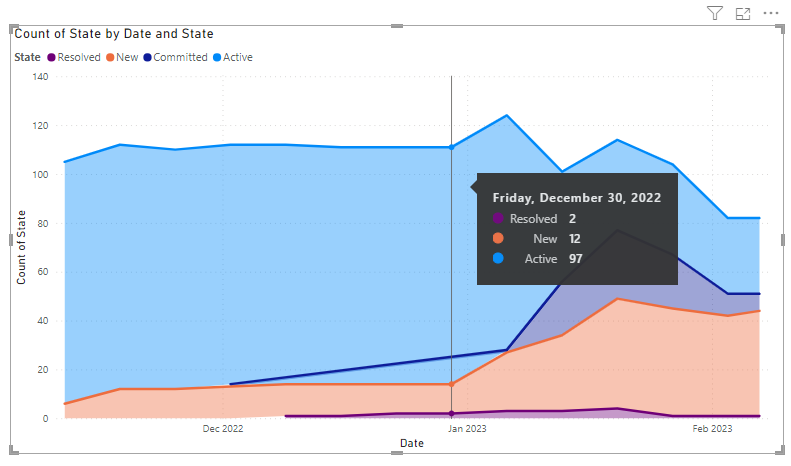 Count of State by Date and State
State Resolved New Committed Active
140
120
100
80
60
40
20
0
Count of State
Friday, December 30, 2022
Resolved 2
New 12
Active 97
Dec 2022 Jan 2023 Feb 2023
Date